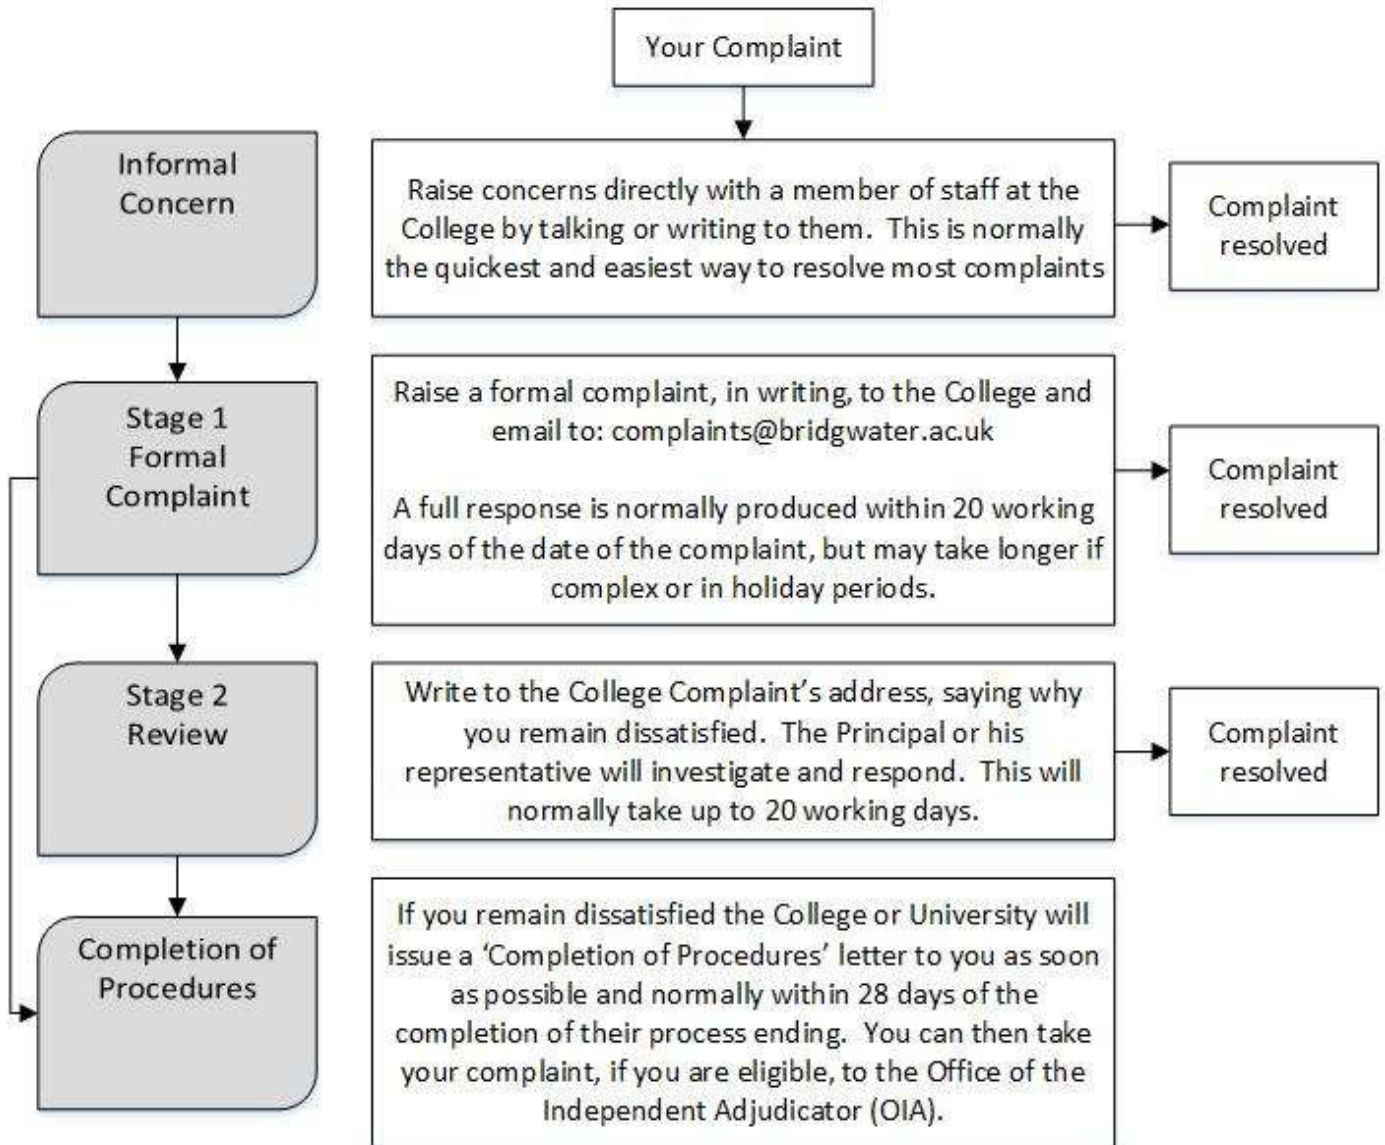 Your Complaint
Informal
Concern
Raise concerns directly with a member of staff at the
College by talking or writing to them.  This is normally
the quickest and easiest way to resolve most complaints
Complaint
resolved
Stage 1
Formal
Complaint
Raise a formal complaint, in writing, to the College and
email to: complaints@bridgwater.ac.uk
A full response is normally produced within 20 working
days of the date of the complaint, but may take longer if
complex or in holiday periods.
Complaint
resolved
Stage 2
Review
Write to the College Complaint’s address, saying why
you remain dissatisfied.  The Principal or his
representative will investigate and respond.  This will
normally take up to 20 working days.
Complaint
resolved
Completion of
Procedures
If you remain dissatisfied the College or University will
issue a ‘Completion of Procedures’ letter to you as soon
as possible and normally within 28 days of the
completion of their process ending.  You can then take
your complaint, if you are eligible, to the Office of the
Independent Adjudicator (OIA).